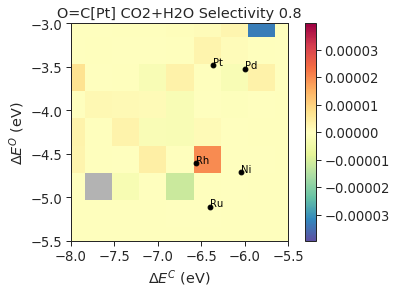 O=C[Pt] CO2+H2O Selectivity 0.8
ΔE^O (eV)
−3.0
−3.5
−4.0
−4.5
−5.0
−5.5
Pt
Pd
Rh
Ni
Ru
−8.0 −7.5 −7.0 −6.5 −6.0 −5.5
ΔE^C (eV)
0.00003
0.00002
0.00001
0.00000
−0.00001
−0.00002
−0.00003